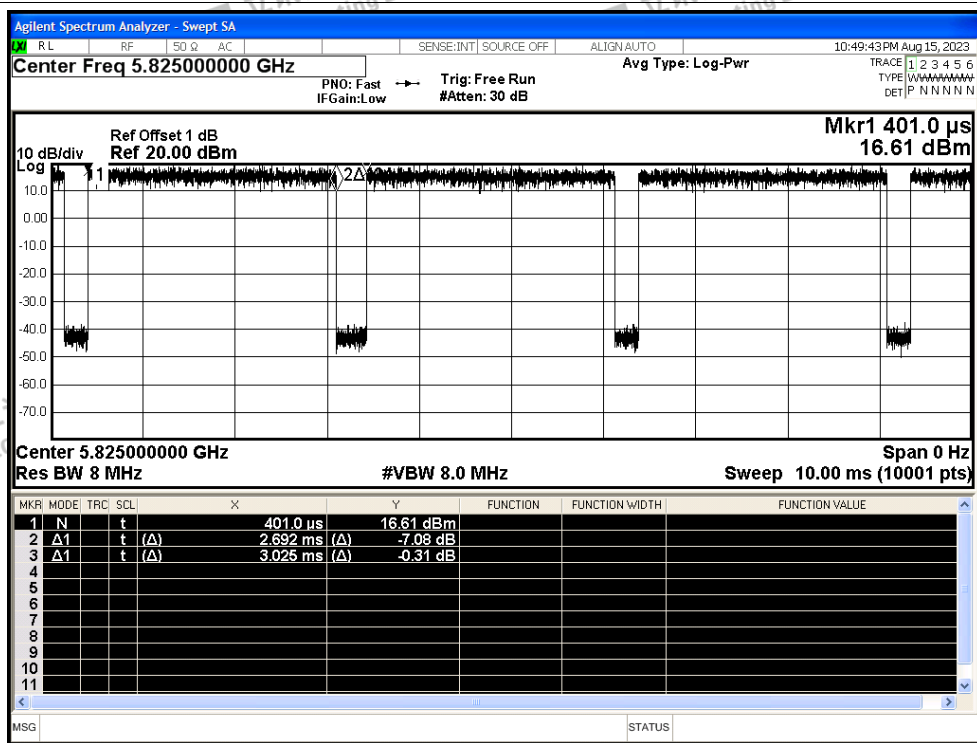 Agilent Spectrum Analyzer - Swept SA
LXI RL RF 50 Ω AC SENSE:INT SOURCE OFF ALIGN AUTO 10:49:43PM Aug 15, 2023
Center Freq 5.825000000 GHz
PNO: Fast
IFGain:Low
Trig: Free Run
#Atten: 30 dB
Avg Type: Log-Pwr
TRACE 1 2 3 4 5 6
TYPE WWWWWW
DET P N N N N N
Mkr1 401.0 µs
16.61 dBm
Ref Offset 1 dB
10 dB/div Ref 20.00 dBm
Log
1
2Δ
10.0
0.00
-10.0
-20.0
-30.0
-40.0
-50.0
-60.0
-70.0
Center 5.825000000 GHz Span 0 Hz
Res BW 8 MHz #VBW 8.0 MHz Sweep 10.00 ms (10001 pts)
MKR MODE TRC SCL X Y FUNCTION FUNCTION WIDTH FUNCTION VALUE
1 N t 401.0 µs 16.61 dBm
2 Δ1 t (Δ) 2.692 ms (Δ) -7.08 dB
3 Δ1 t (Δ) 3.025 ms (Δ) -0.31 dB
4
5
6
7
8
9
10
11
MSG STATUS